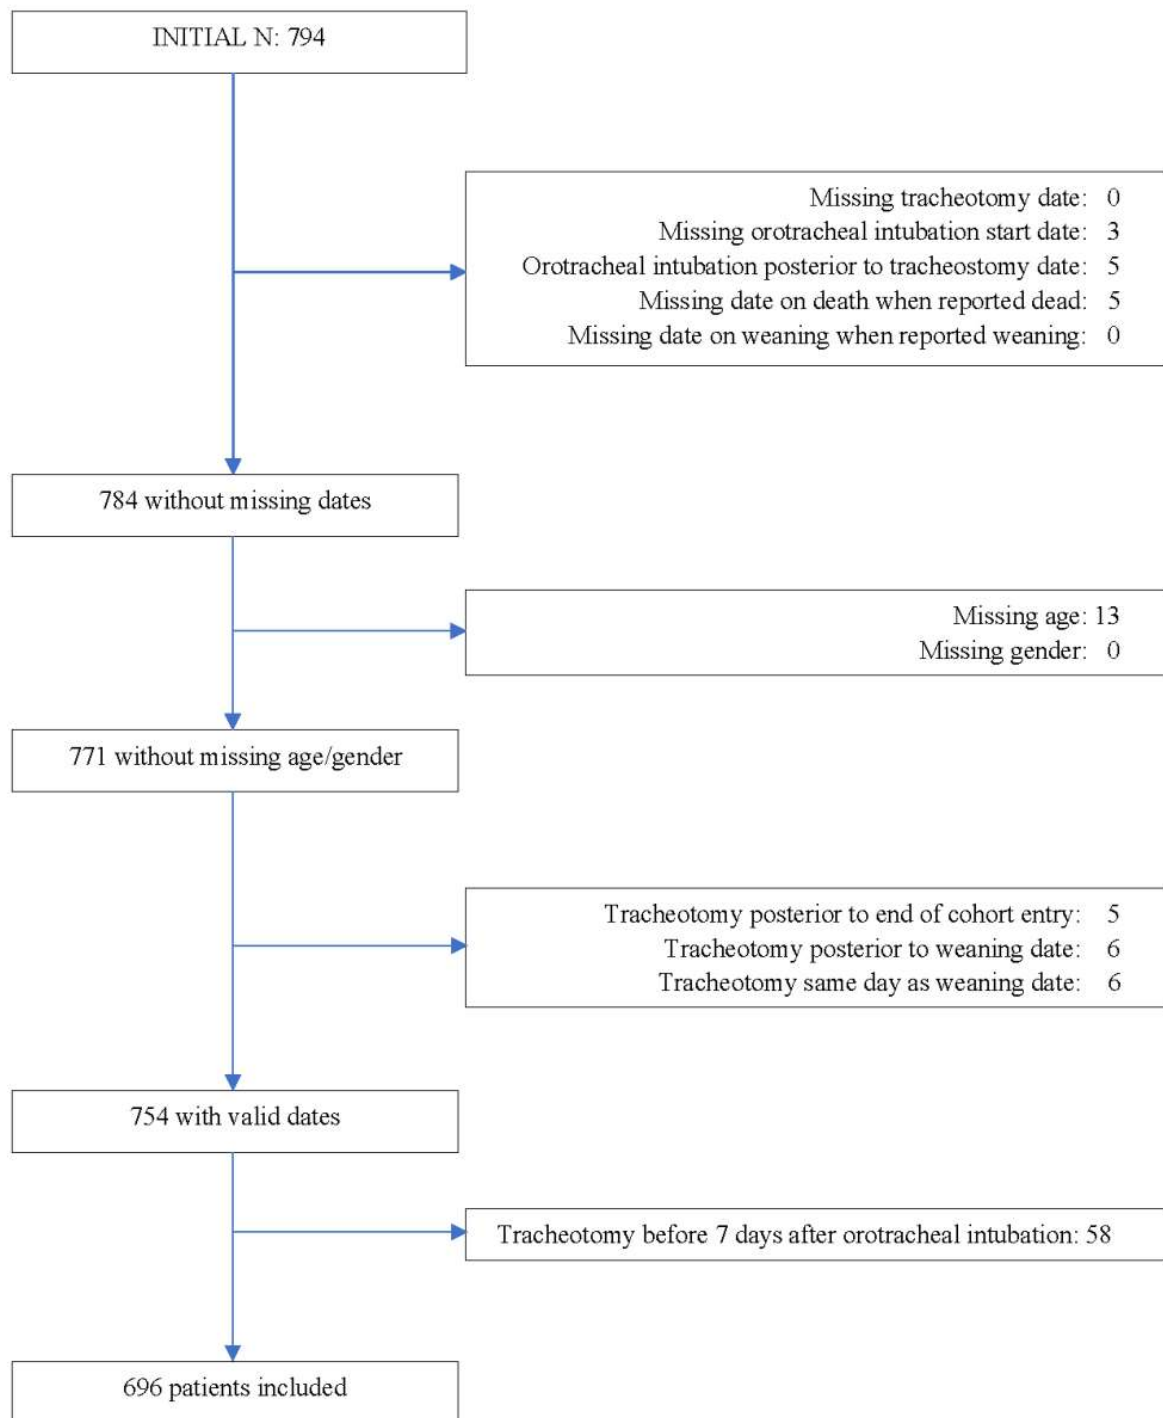 INITIAL N: 794
Missing tracheotomy date: 0
Missing orotracheal intubation start date: 3
Orotracheal intubation posterior to tracheostomy date: 5
Missing date on death when reported dead: 5
Missing date on weaning when reported weaning: 0
784 without missing dates
Missing age: 13
Missing gender: 0
771 without missing age/gender
Tracheotomy posterior to end of cohort entry: 5
Tracheotomy posterior to weaning date: 6
Tracheotomy same day as weaning date: 6
754 with valid dates
Tracheotomy before 7 days after orotracheal intubation: 58
696 patients included